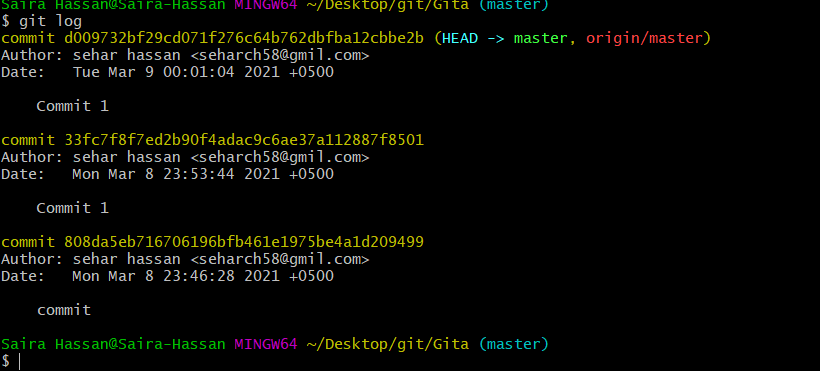 Saira Hassan@Saira-Hassan MINGW64 ~/Desktop/git/Gita (master)
$ git log
commit d009732bf29cd071f276c64b762dbfba12cbbe2b (HEAD -> master, origin/master)
Author: sehar hassan <seharch58@gmil.com>
Date:   Tue Mar 9 00:01:04 2021 +0500
    Commit 1
commit 33fc7f8f7ed2b90f4adac9c6ae37a112887f8501
Author: sehar hassan <seharch58@gmil.com>
Date:   Mon Mar 8 23:53:44 2021 +0500
    Commit 1
commit 808da5eb716706196bfb461e1975be4a1d209499
Author: sehar hassan <seharch58@gmil.com>
Date:   Mon Mar 8 23:46:28 2021 +0500
    commit
Saira Hassan@Saira-Hassan MINGW64 ~/Desktop/git/Gita (master)
$